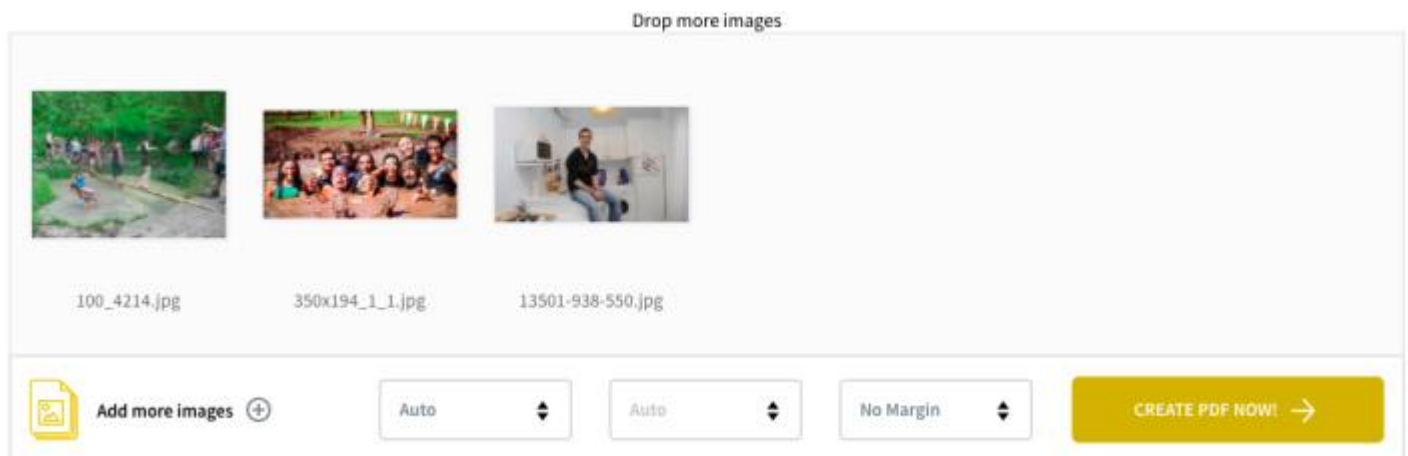 Drop more images
100_4214.jpg
350x194_1_1.jpg
13501-938-550.jpg
Add more images
Auto
Auto
No Margin
CREATE PDF NOW!